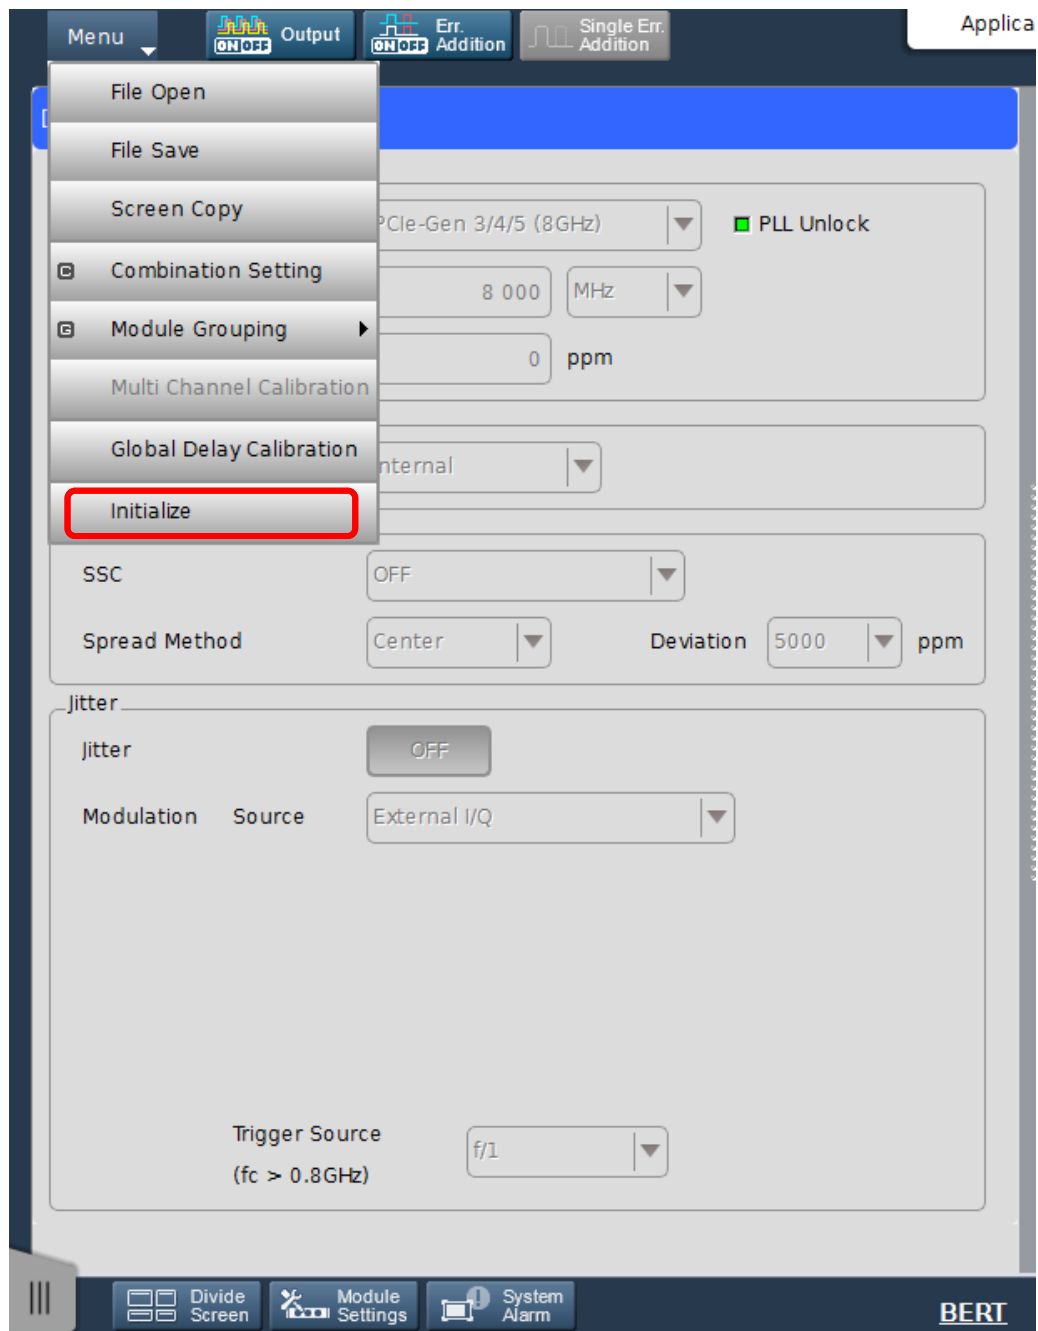 Menu
ON OFF Output
ON OFF Err. Addition
Single Err. Addition
Applica
File Open
File Save
Screen Copy
PCIe-Gen 3/4/5 (8GHz)
PLL Unlock
C Combination Setting
8 000
MHz
G Module Grouping
0
ppm
Multi Channel Calibration
Global Delay Calibration
nternal
Initialize
SSC
OFF
Spread Method
Center
Deviation
5000
ppm
Jitter
Jitter
OFF
Modulation Source
External I/Q
Trigger Source
(fc > 0.8GHz)
f/1
Divide Screen
Module Settings
System Alarm
BERT